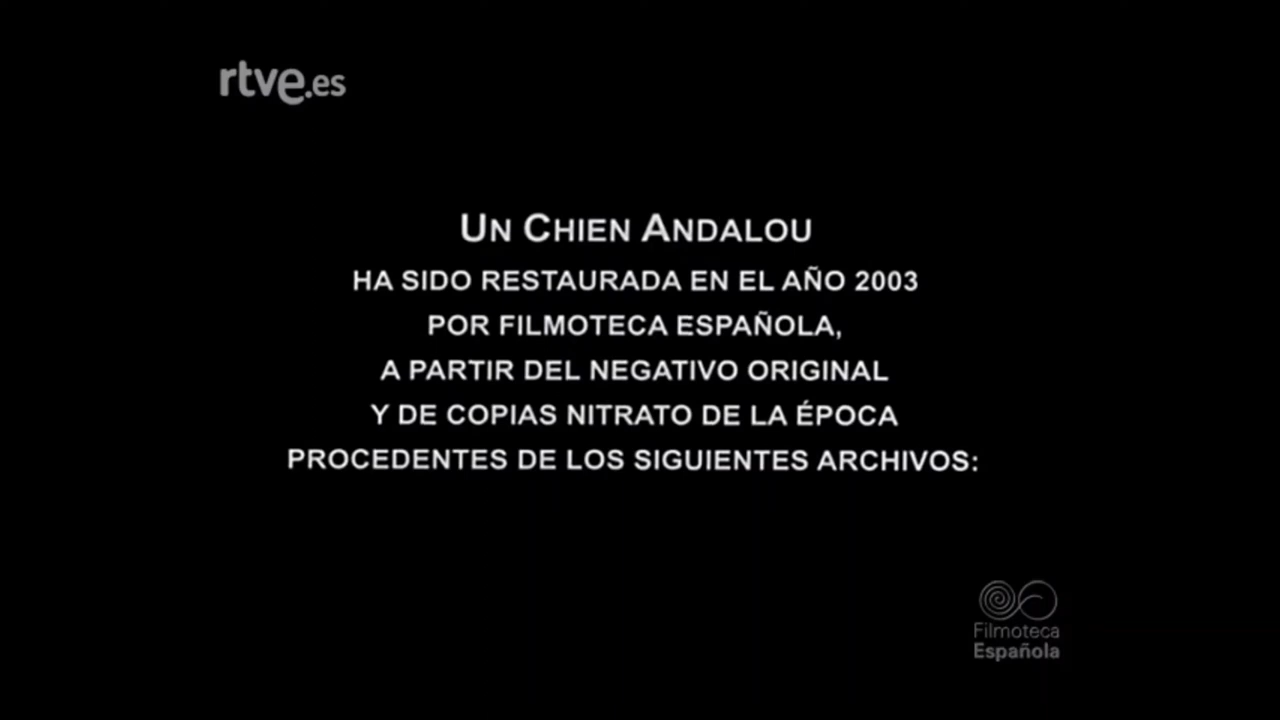 rtve.es
UN CHIEN ANDALOU
HA SIDO RESTAURADA EN EL AÑO 2003
POR FILMOTECA ESPAÑOLA,
A PARTIR DEL NEGATIVO ORIGINAL
Y DE COPIAS NITRATO DE LA ÉPOCA
PROCEDENTES DE LOS SIGUIENTES ARCHIVOS:
Filmoteca
Española